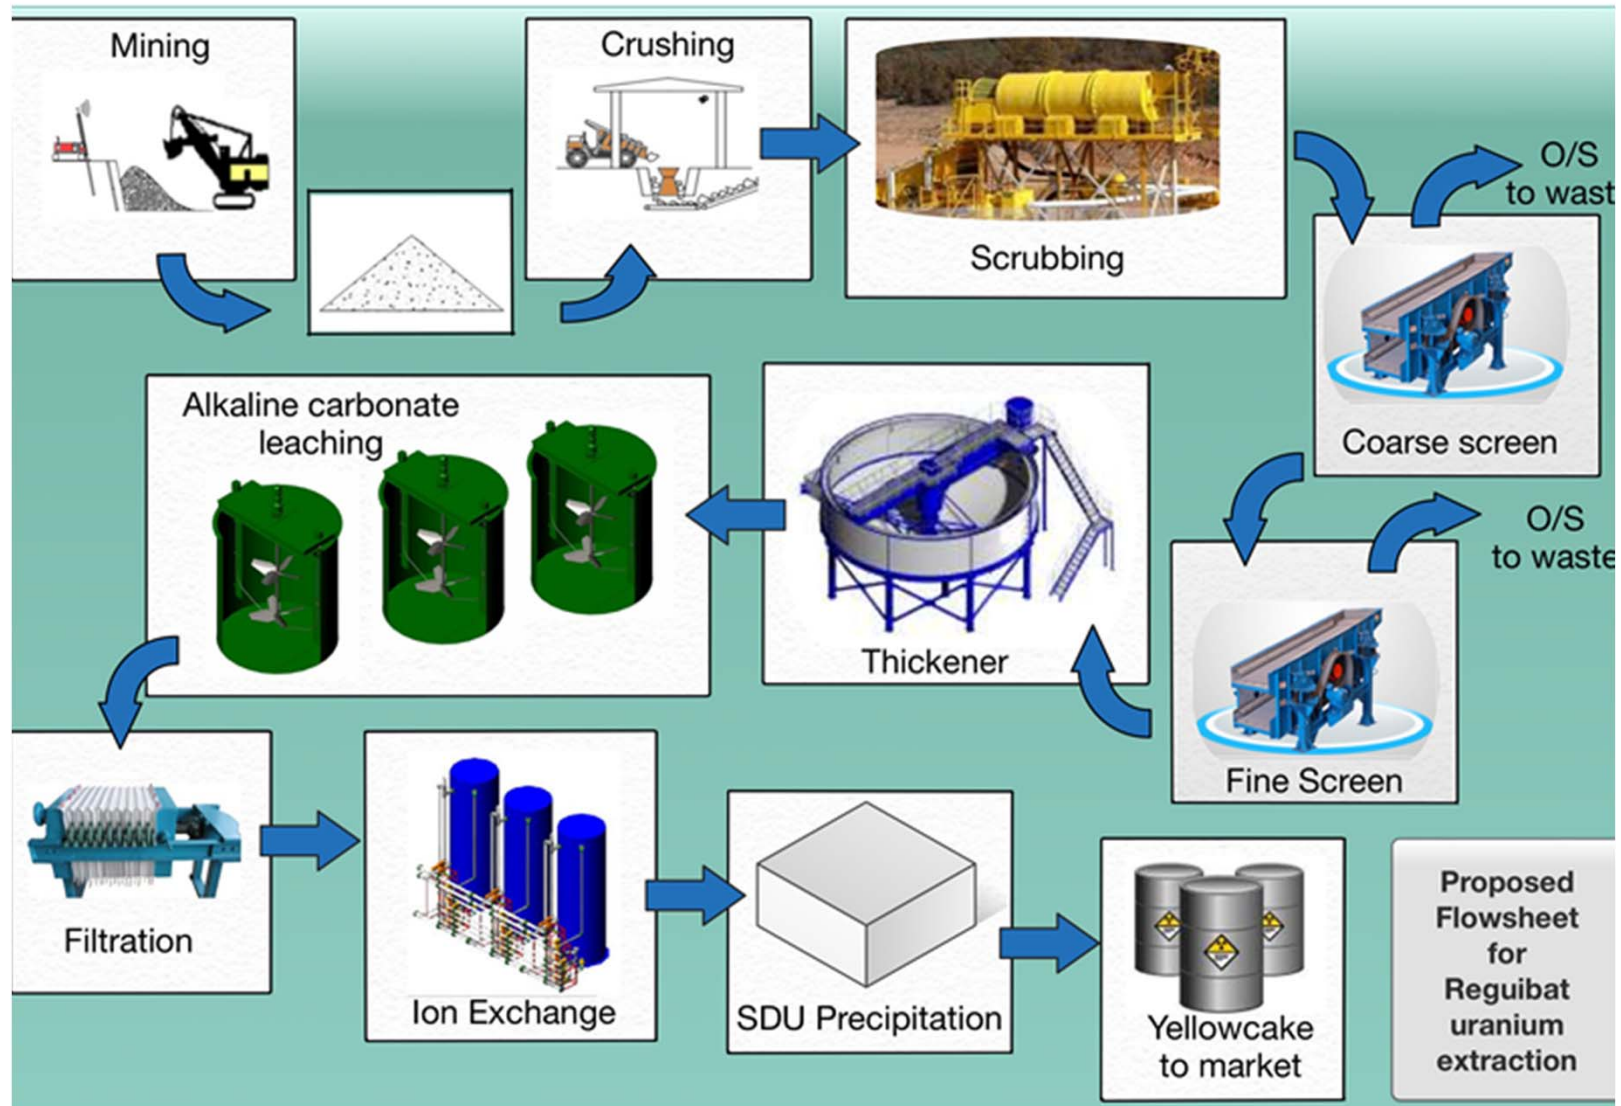 Mining
Crushing
Scrubbing
O/S
to wast
Coarse screen
Alkaline carbonate
leaching
Thickener
O/S
to waste
Fine Screen
Filtration
Ion Exchange
SDU Precipitation
Yellowcake
to market
Proposed
Flowsheet
for
Reguibat
uranium
extraction